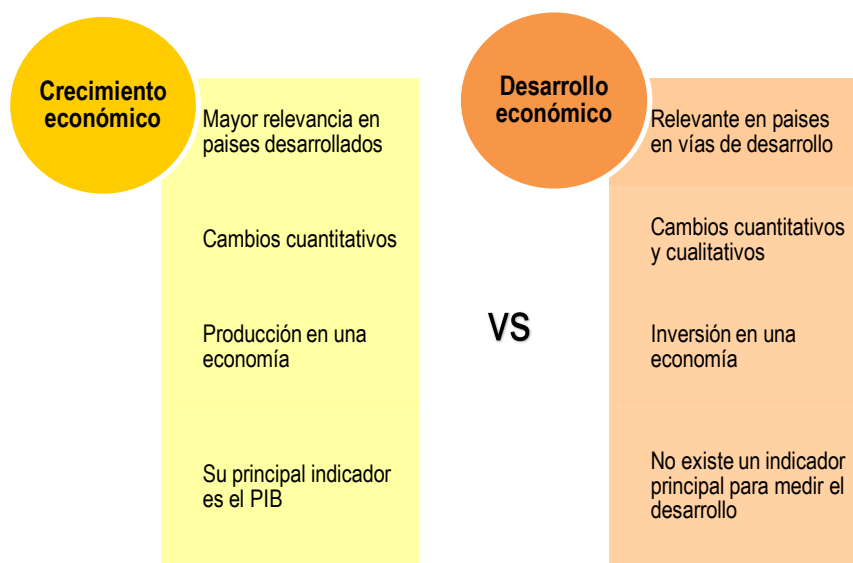 Crecimiento
económico
Mayor relevancia en
paises desarrollados
Cambios cuantitativos
Producción en una
economía
Su principal indicador
es el PIB
vs
Desarrollo
económico
Relevante en paises
en vías de desarrollo
Cambios cuantitativos
y cualitativos
Inversión en una
economía
No existe un indicador
principal para medir el
desarrollo